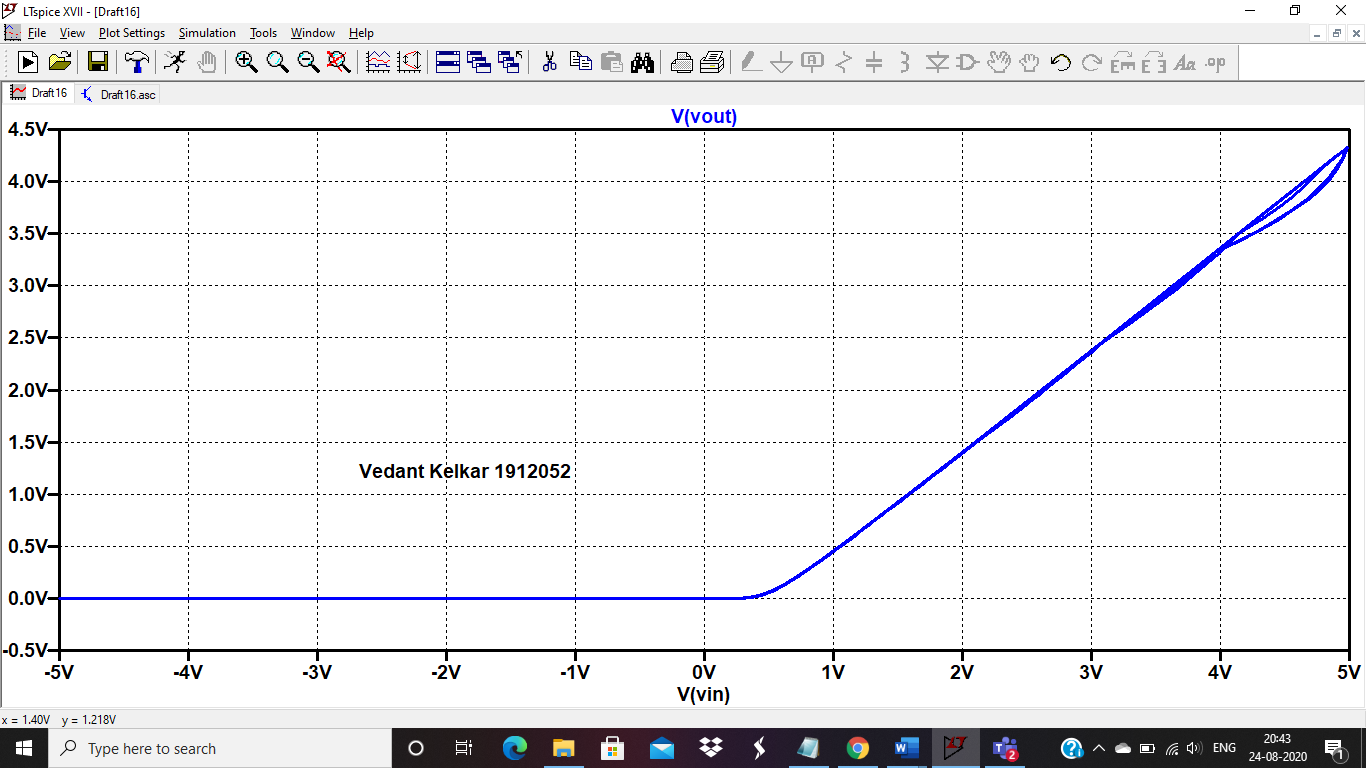 LTspice XVII - [Draft16]
File View Plot Settings Simulation Tools Window Help
Draft16 Draft16.asc
V(vout)
4.5V
4.0V
3.5V
3.0V
2.5V
2.0V
1.5V
1.0V
0.5V
0.0V
-0.5V
Vedant Kelkar 1912052
-5V -4V -3V -2V -1V 0V 1V 2V 3V 4V 5V
V(vin)
x = 1.40V y = 1.218V
Type here to search
ENG
20:43
24-08-2020